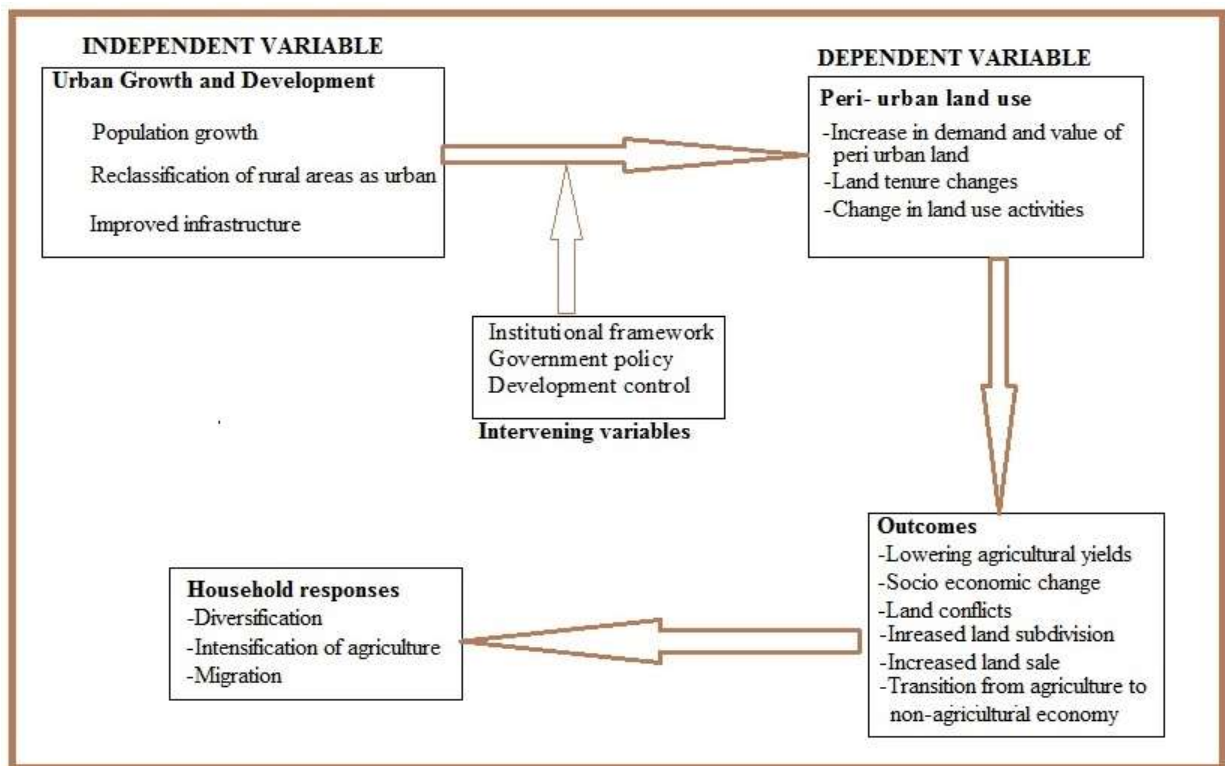 INDEPENDENT VARIABLE
Urban Growth and Development
Population growth
Reclassification of rural areas as urban
Improved infrastructure
DEPENDENT VARIABLE
Peri- urban land use
-Increase in demand and value of
peri urban land
-Land tenure changes
-Change in land use activities
Institutional framework
Government policy
Development control
Intervening variables
Outcomes
-Lowering agricultural yields
-Socio economic change
-Land conflicts
-Inreased land subdivision
-Increased land sale
-Transition from agriculture to
non-agricultural economy
Household responses
-Diversification
-Intensification of agriculture
-Migration